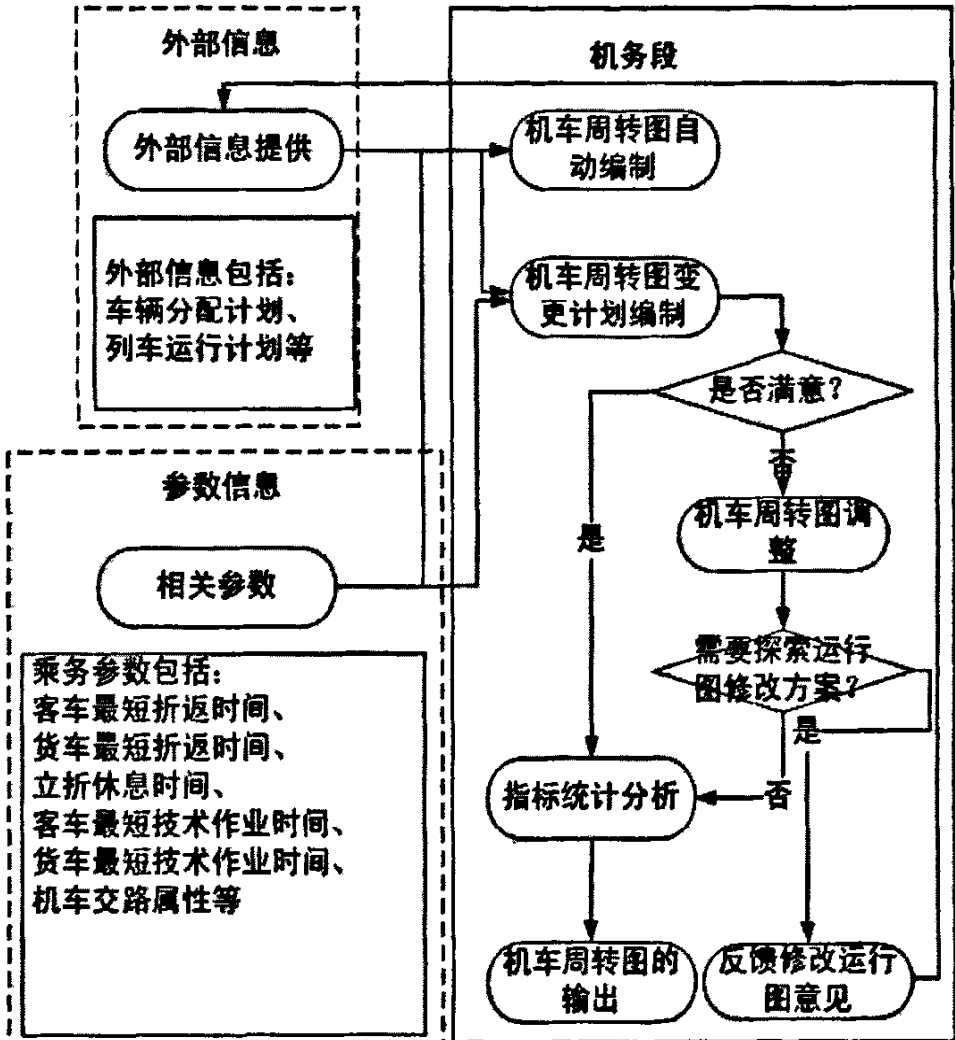 外部信息
外部信息提供
外部信息包括：
车辆分配计划、
列车运行计划等
参数信息
相关参数
乘务参数包括：
客车最短折返时间、
货车最短折返时间、
立折休息时间、
客车最短技术作业时间、
货车最短技术作业时间、
机车交路属性等
机务段
机车周转图自
动编制
机车周转图变
更计划编制
是否满意？
否
机车周转图调
整
是
需要探索运行
图修改方案？
是
否
指标统计分析
机车周转图的
输出
反馈修改运行
图意见